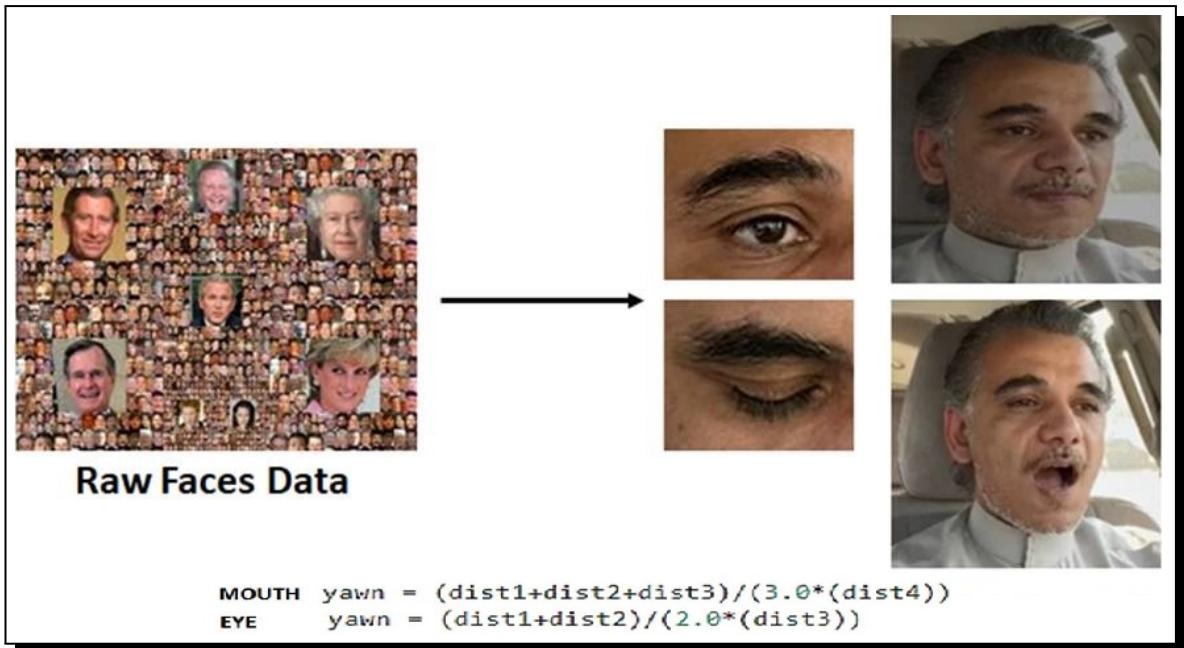 Raw Faces Data
MOUTH yawn = (dist1+dist2+dist3)/(3.0*(dist4))
EYE yawn = (dist1+dist2)/(2.0*(dist3))